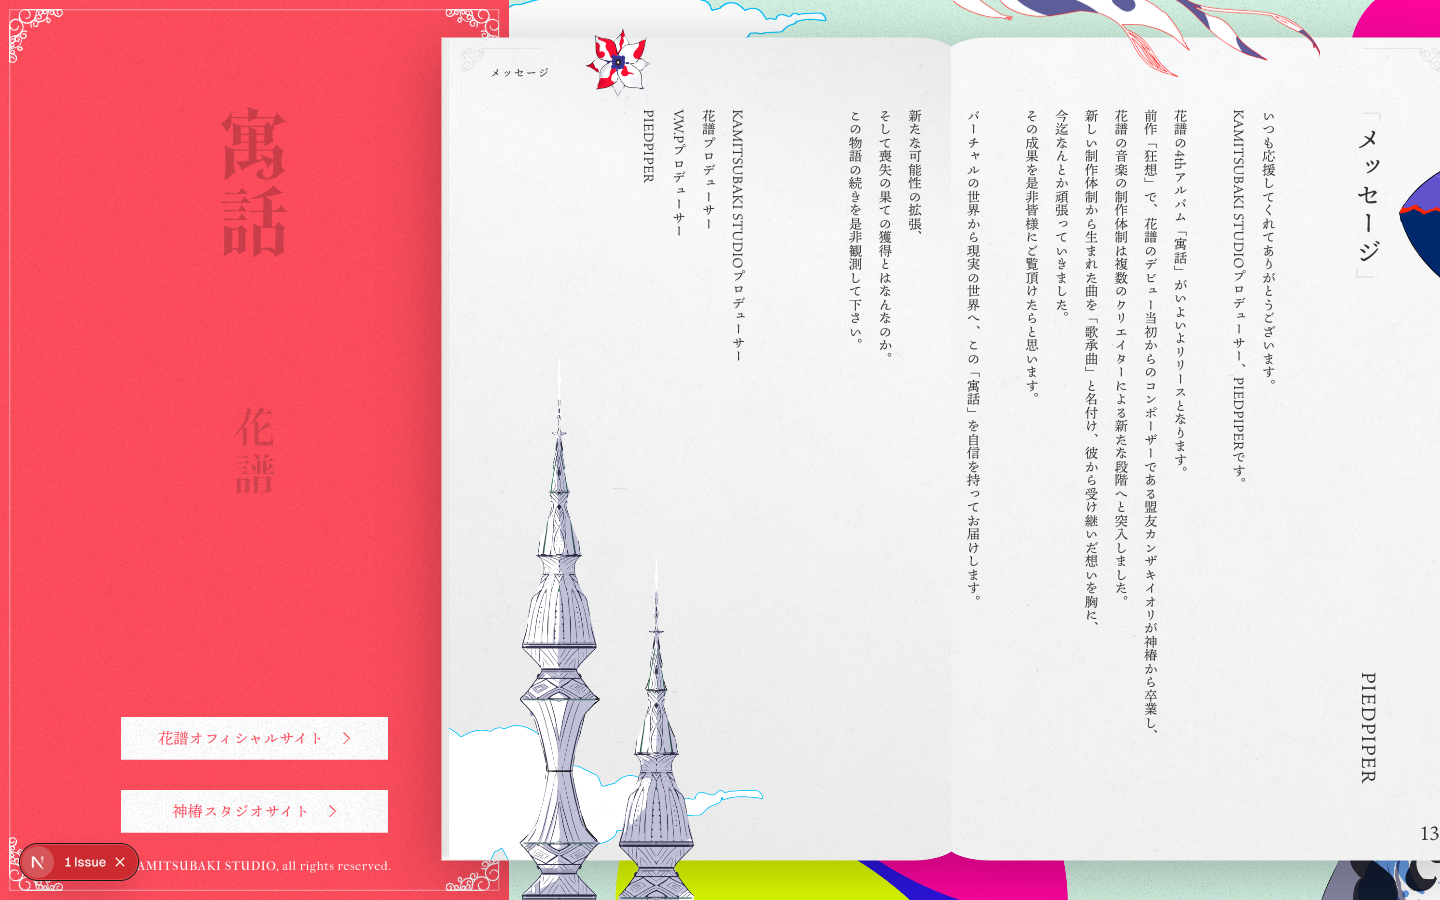 寓話
花譜
花譜オフィシャルサイト
神椿スタジオサイト
AMITSUBAKI STUDIO, all rights reserved.
1 Issue
メッセージ
「メッセージ」
PIEDPIPER
いつも応援してくれてありがとうございます。
KAMITSUBAKI STUDIOプロデューサー、PIEDPIPERです。
花譜の4thアルバム「寓話」がいよいよリリースとなります。
前作「狂想」で、花譜のデビュー当初からのコンポーザーである盟友カンザキイオリが神椿から卒業し、
花譜の音楽の制作体制は複数のクリエイターによる新たな段階へと突入しました。
新しい制作体制から生まれた曲を「歌承曲」と名付け、彼から受け継いだ想いを胸に、
今迄なんとか頑張っていきました。
その成果を是非皆様にご覧頂けたらと思います。
バーチャルの世界から現実の世界へ、この「寓話」を自信を持ってお届けします。
新たな可能性の拡張、
そして喪失の果ての獲得とはなんなのか。
この物語の続きを是非観測して下さい。
KAMITSUBAKI STUDIOプロデューサー
花譜プロデューサー
V.W.Pプロデューサー
PIEDPIPER
13